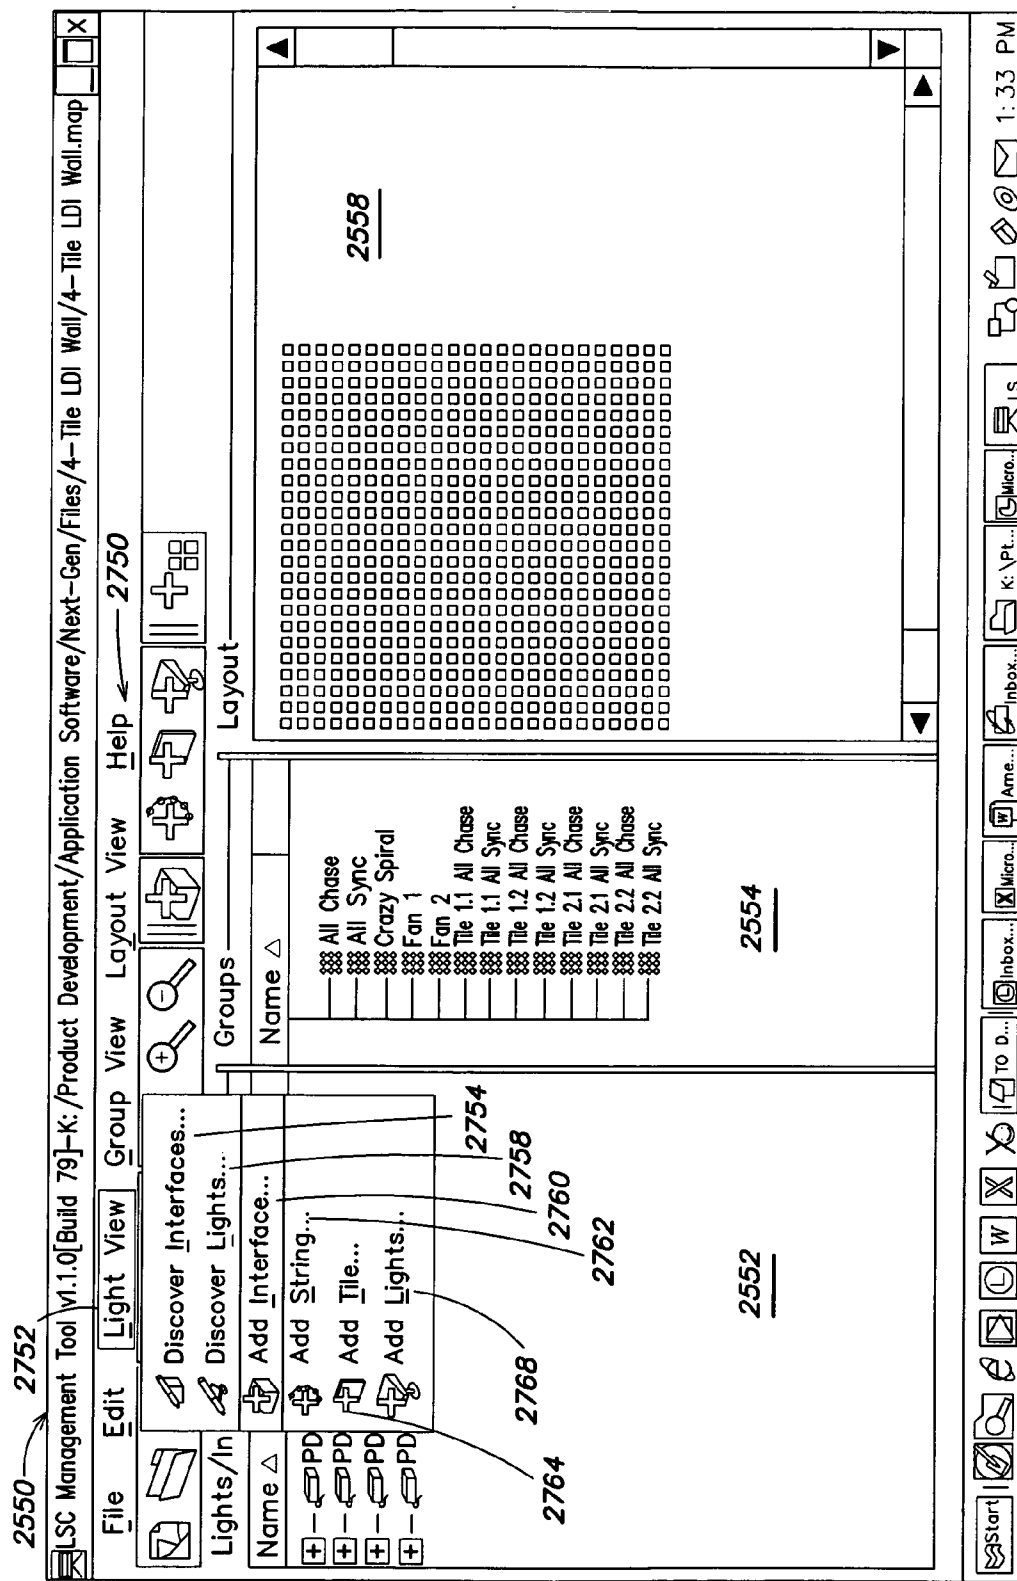 2550
2752
LSC Management Tool v1.1.0[Build 79]-K:/Product Development/Application Software/Next-Gen/Files/4-Tile LDI Wall/4-Tile LDI Wall.map
File Edit Light View Group View Layout View Help
2750
Discover Interfaces...
Discover Lights...
Add Interface...
Add String...
Add Tile...
Add Lights...
2754
2758
2760
2762
2764
2768
Lights/In
Name
PD
PD
PD
PD
2552
Groups
Name
All Chase
All Sync
Crazy Spiral
Fan 1
Fan 2
Tile 1.1 All Chase
Tile 1.1 All Sync
Tile 1.2 All Chase
Tile 1.2 All Sync
Tile 2.1 All Chase
Tile 2.1 All Sync
Tile 2.2 All Chase
Tile 2.2 All Sync
2554
Layout
2558
Start TO D... Inbox... Micro... Ame... Inbox... K:\Pt... Micro... LS 1:33 PM